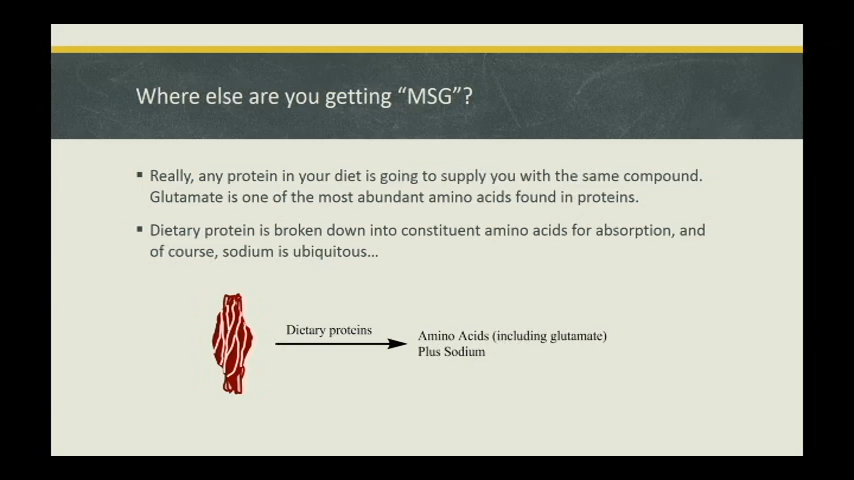 Where else are you getting “MSG”?
▪ Really, any protein in your diet is going to supply you with the same compound.
Glutamate is one of the most abundant amino acids found in proteins.
▪ Dietary protein is broken down into constituent amino acids for absorption, and
of course, sodium is ubiquitous…
Dietary proteins
Amino Acids (including glutamate)
Plus Sodium